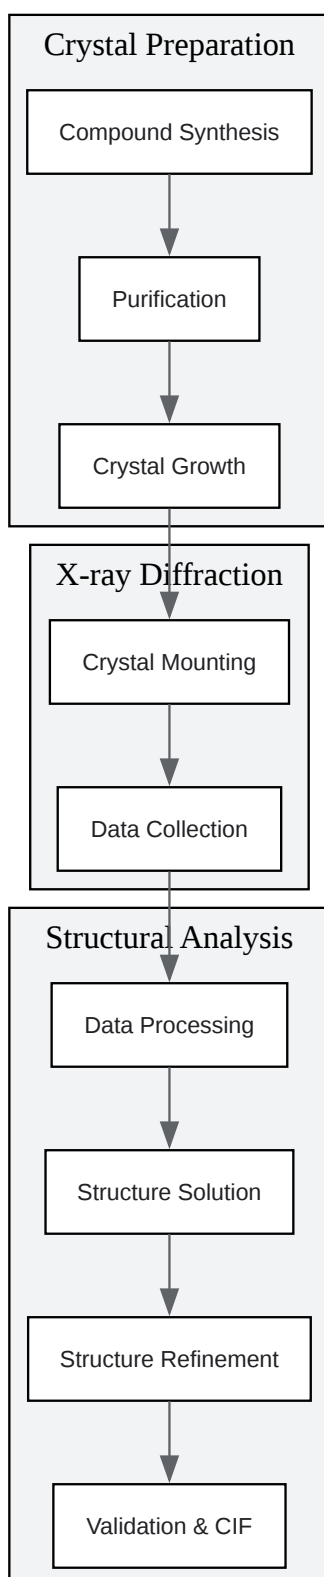 Crystal Preparation
Compound Synthesis
Purification
Crystal Growth
X-ray Diffraction
Crystal Mounting
Data Collection
Structural Analysis
Data Processing
Structure Solution
Structure Refinement
Validation & CIF